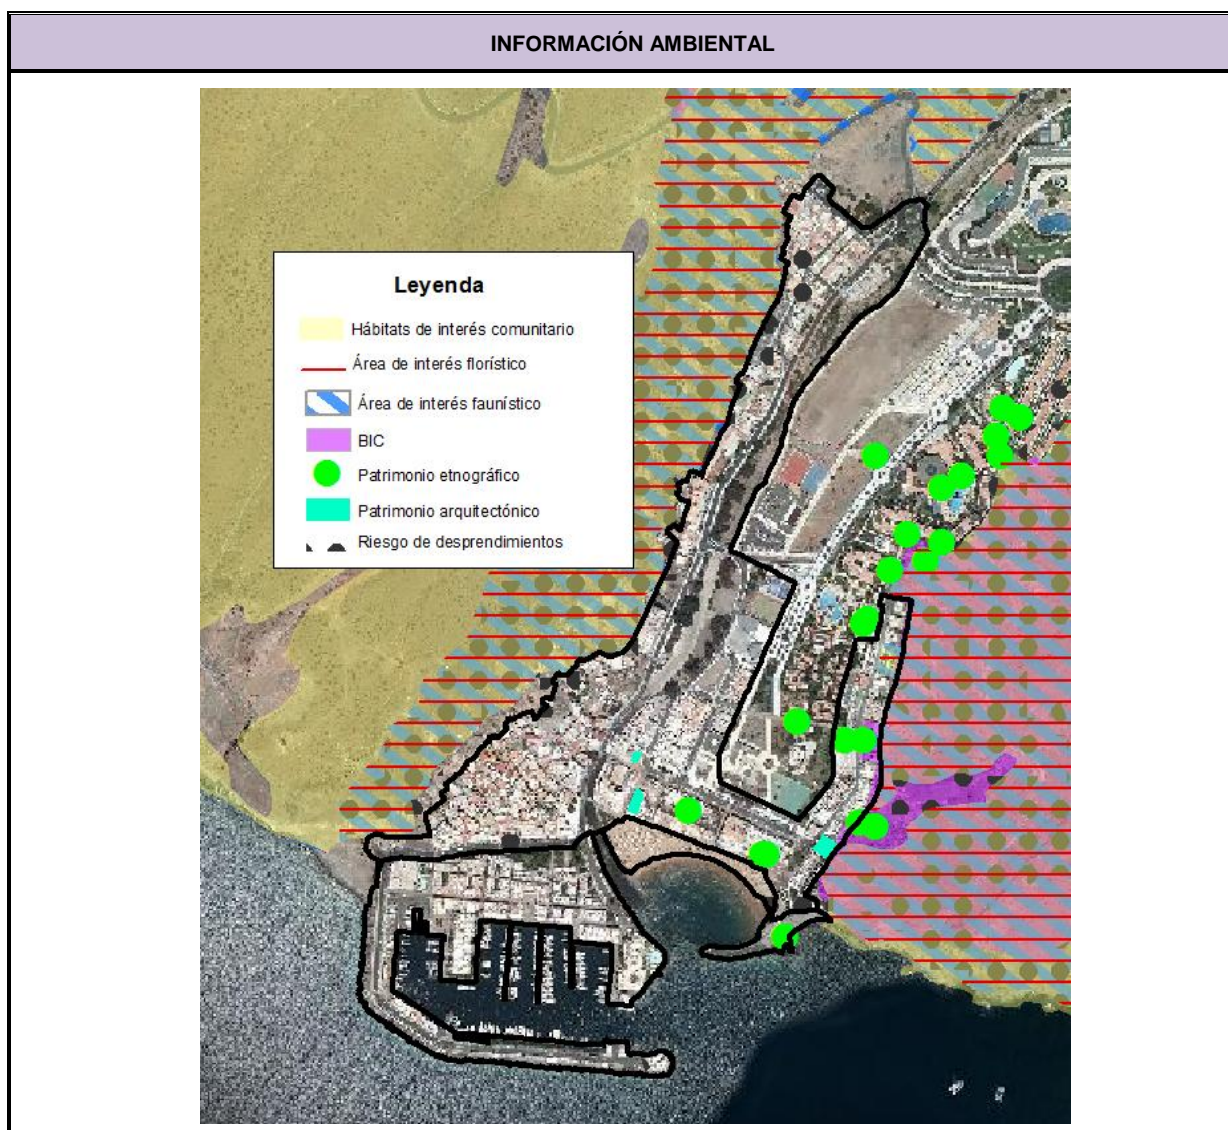 INFORMACIÓN AMBIENTAL
Leyenda
Hábitats de interés comunitario
Área de interés florístico
Área de interés faunístico
BIC
Patrimonio etnográfico
Patrimonio arquitectónico
Riesgo de desprendimientos